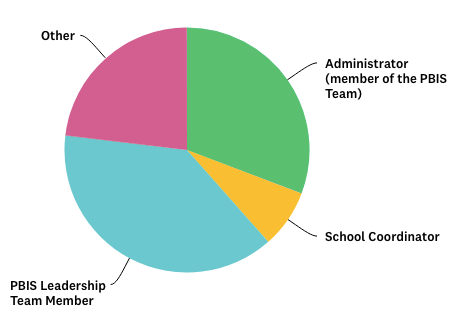 Other
Administrator
(member of the PBIS
Team)
School Coordinator
PBIS Leadership
Team Member